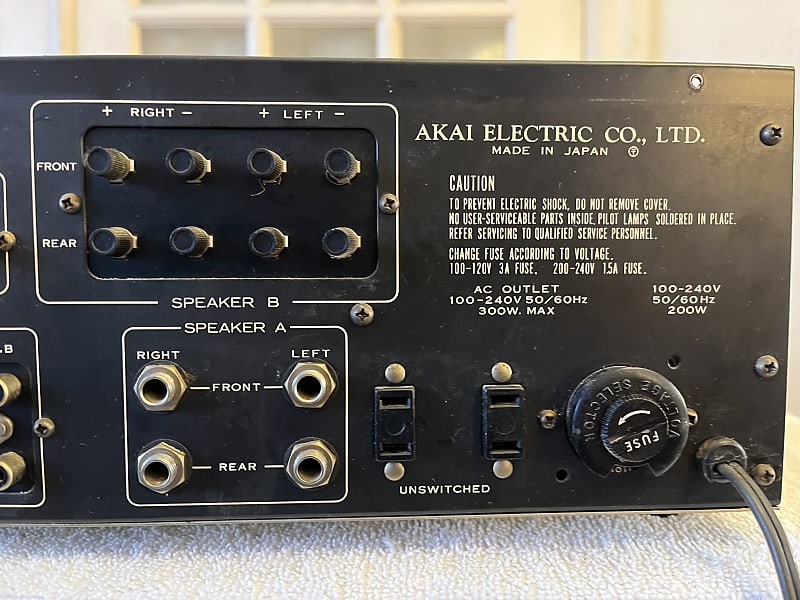 + RIGHT − + LEFT −
FRONT
REAR
SPEAKER B
AKAI ELECTRIC CO., LTD.
MADE IN JAPAN
CAUTION
TO PREVENT ELECTRIC SHOCK, DO NOT REMOVE COVER.
NO USER-SERVICEABLE PARTS INSIDE. PILOT LAMPS SOLDERED IN PLACE.
REFER SERVICING TO QUALIFIED SERVICE PERSONNEL.
CHANGE FUSE ACCORDING TO VOLTAGE.
100-120V 3A FUSE. 200-240V 1.5A FUSE.
AC OUTLET
100-240V 50/60Hz
300W. MAX
100-240V
50/60Hz
200W
.B
SPEAKER A
RIGHT LEFT
FRONT
REAR
UNSWITCHED
VOLTAGE SELECTOR
FUSE